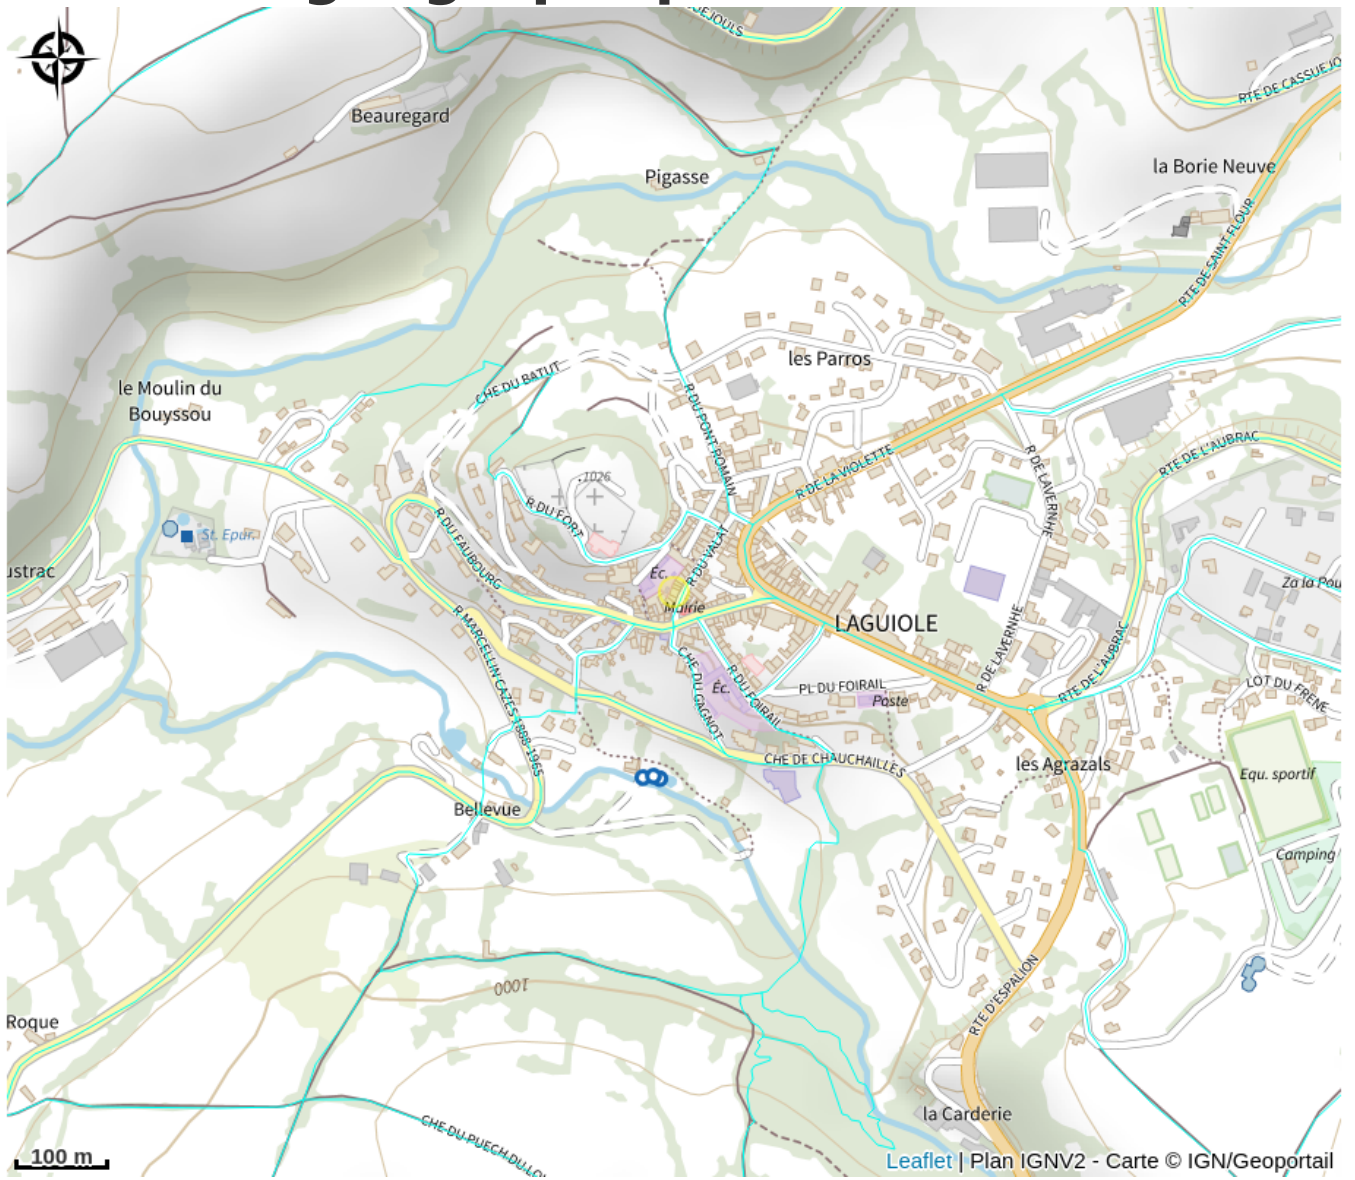 RTE DE CASSUEJO
Beauregard
la Borie Neuve
Pigasse
RTE DE SAINT FLOUR
les Parros
CHE DU BATUT
le Moulin du
Bouyssou
R DU PONT ROMAIN
R DE LA VIOLETTE
RTE DE L'AUBRAC
R DE LAVERNHE
1026
R DU FORT
R DU FAUBOURG
St. Epur.
R DU VALAT
ustrac
Ec.
Mairie
Za la Pou
LAGUIOLE
R DE LAVERNHE
RTE DE L'AUBRAC
R MARCELLIN CAZES 1898-1965
CHE DU GAGNOT
R DU FOIRAIL
Éc.
PL DU FOIRAIL
Poste
LOT DU FRENE
CHE DE CHAUCHAILLES
les Agrazals
Equ. sportif
Bellevue
Camping
1000
RTE D'ESPALION
Roque
la Carderie
CHE DU PUECH DU LOU
100 m
Leaflet | Plan IGNV2 - Carte © IGN/Geoportail